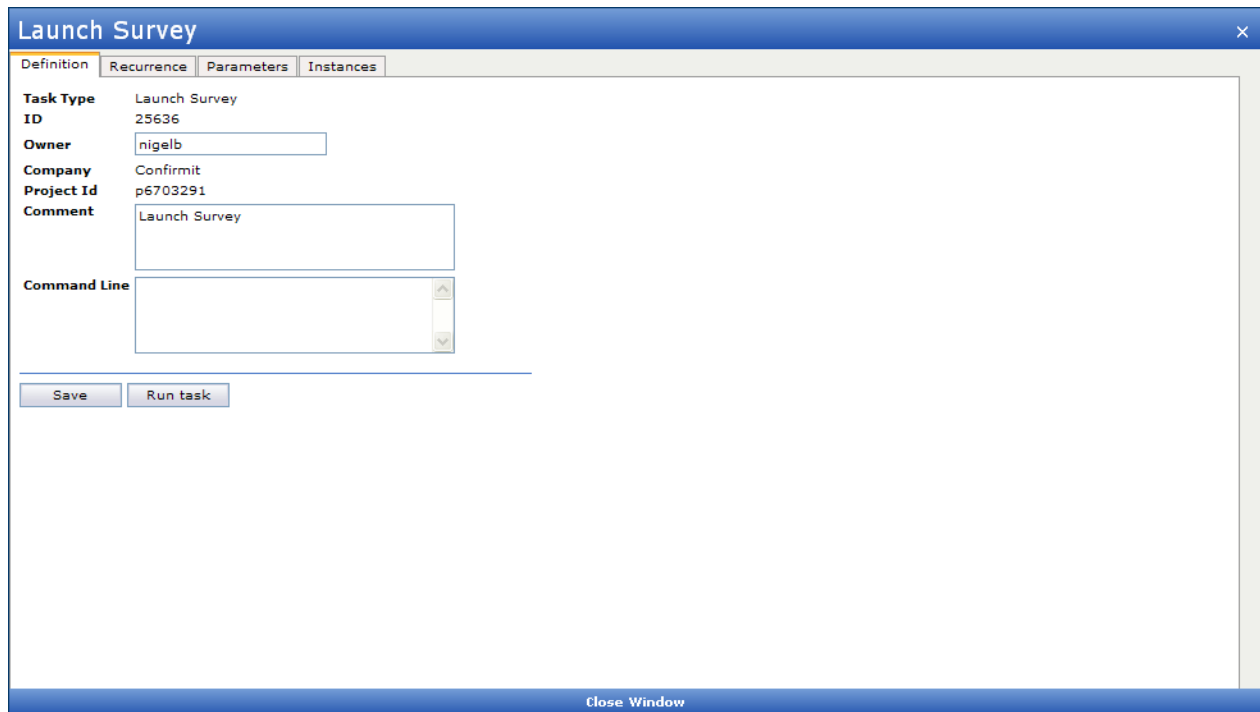 Launch Survey
Definition Recurrence Parameters Instances
Task Type Launch Survey
ID 25636
Owner nigelb
Company Confirmit
Project Id p6703291
Comment Launch Survey
Command Line
Save Run task
Close Window